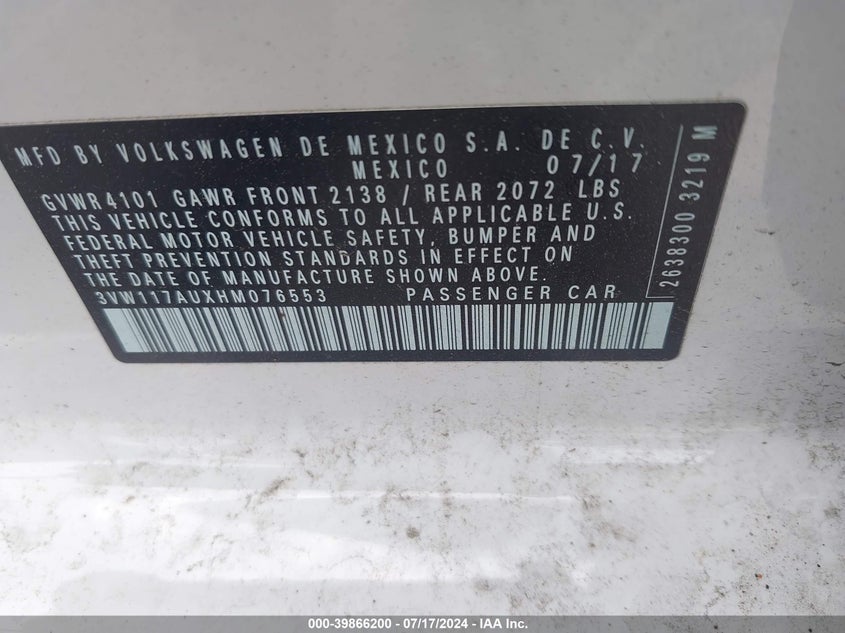 MFD BY VOLKSWAGEN DE MEXICO S.A. DE C.V.
MEXICO 07/17
GVWR4101 GAWR FRONT 2138 / REAR 2072 LBS
THIS VEHICLE CONFORMS TO ALL APPLICABLE U.S.
FEDERAL MOTOR VEHICLE SAFETY, BUMPER AND
THEFT PREVENTION STANDARDS IN EFFECT ON
THE DATE OF MANUFACTURE SHOWN ABOVE.
3VW117AUXHM076553 PASSENGER CAR
2638300 3219 M
000-39866200 - 07/17/2024 - IAA Inc.